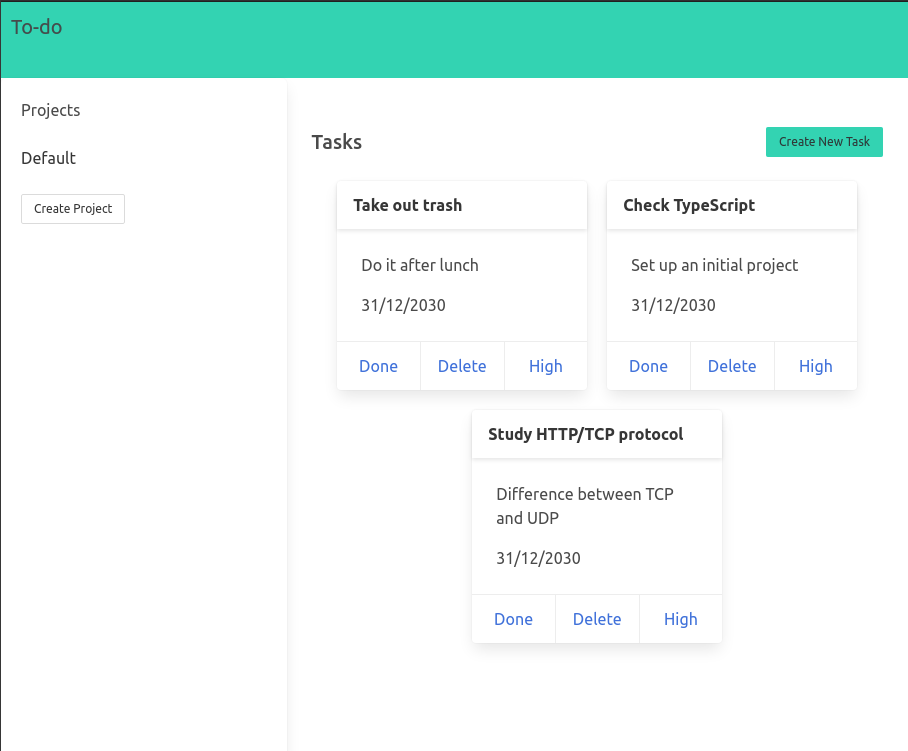 To-do
Projects
Default
Create Project
Tasks
Create New Task
Take out trash
Do it after lunch
31/12/2030
Done Delete High
Check TypeScript
Set up an initial project
31/12/2030
Done Delete High
Study HTTP/TCP protocol
Difference between TCP
and UDP
31/12/2030
Done Delete High